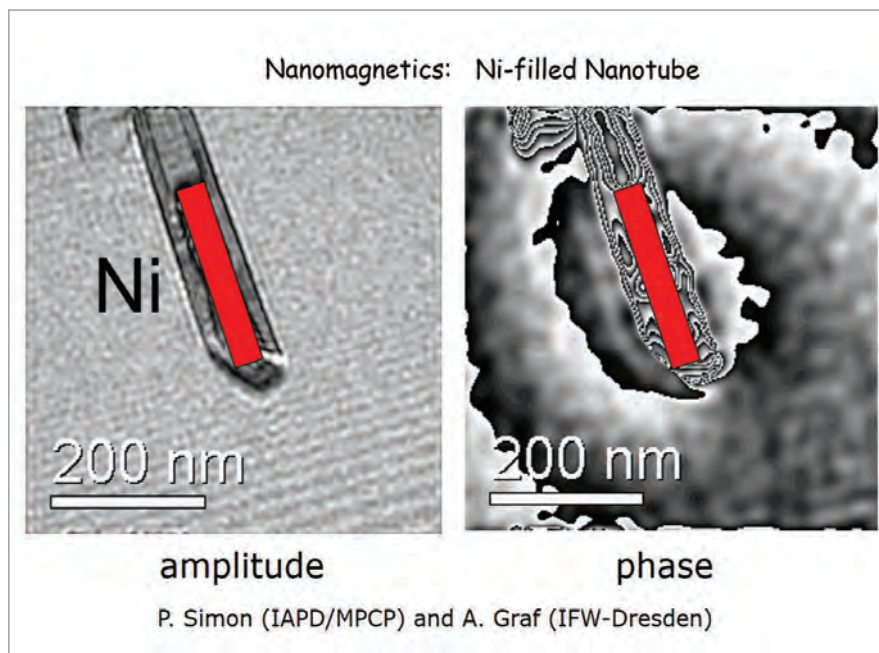 Nanomagnetics: Ni-filled Nanotube
Ni
200 nm
200 nm
amplitude
phase
P. Simon (IAPD/MPCP) and A. Graf (IFW-Dresden)